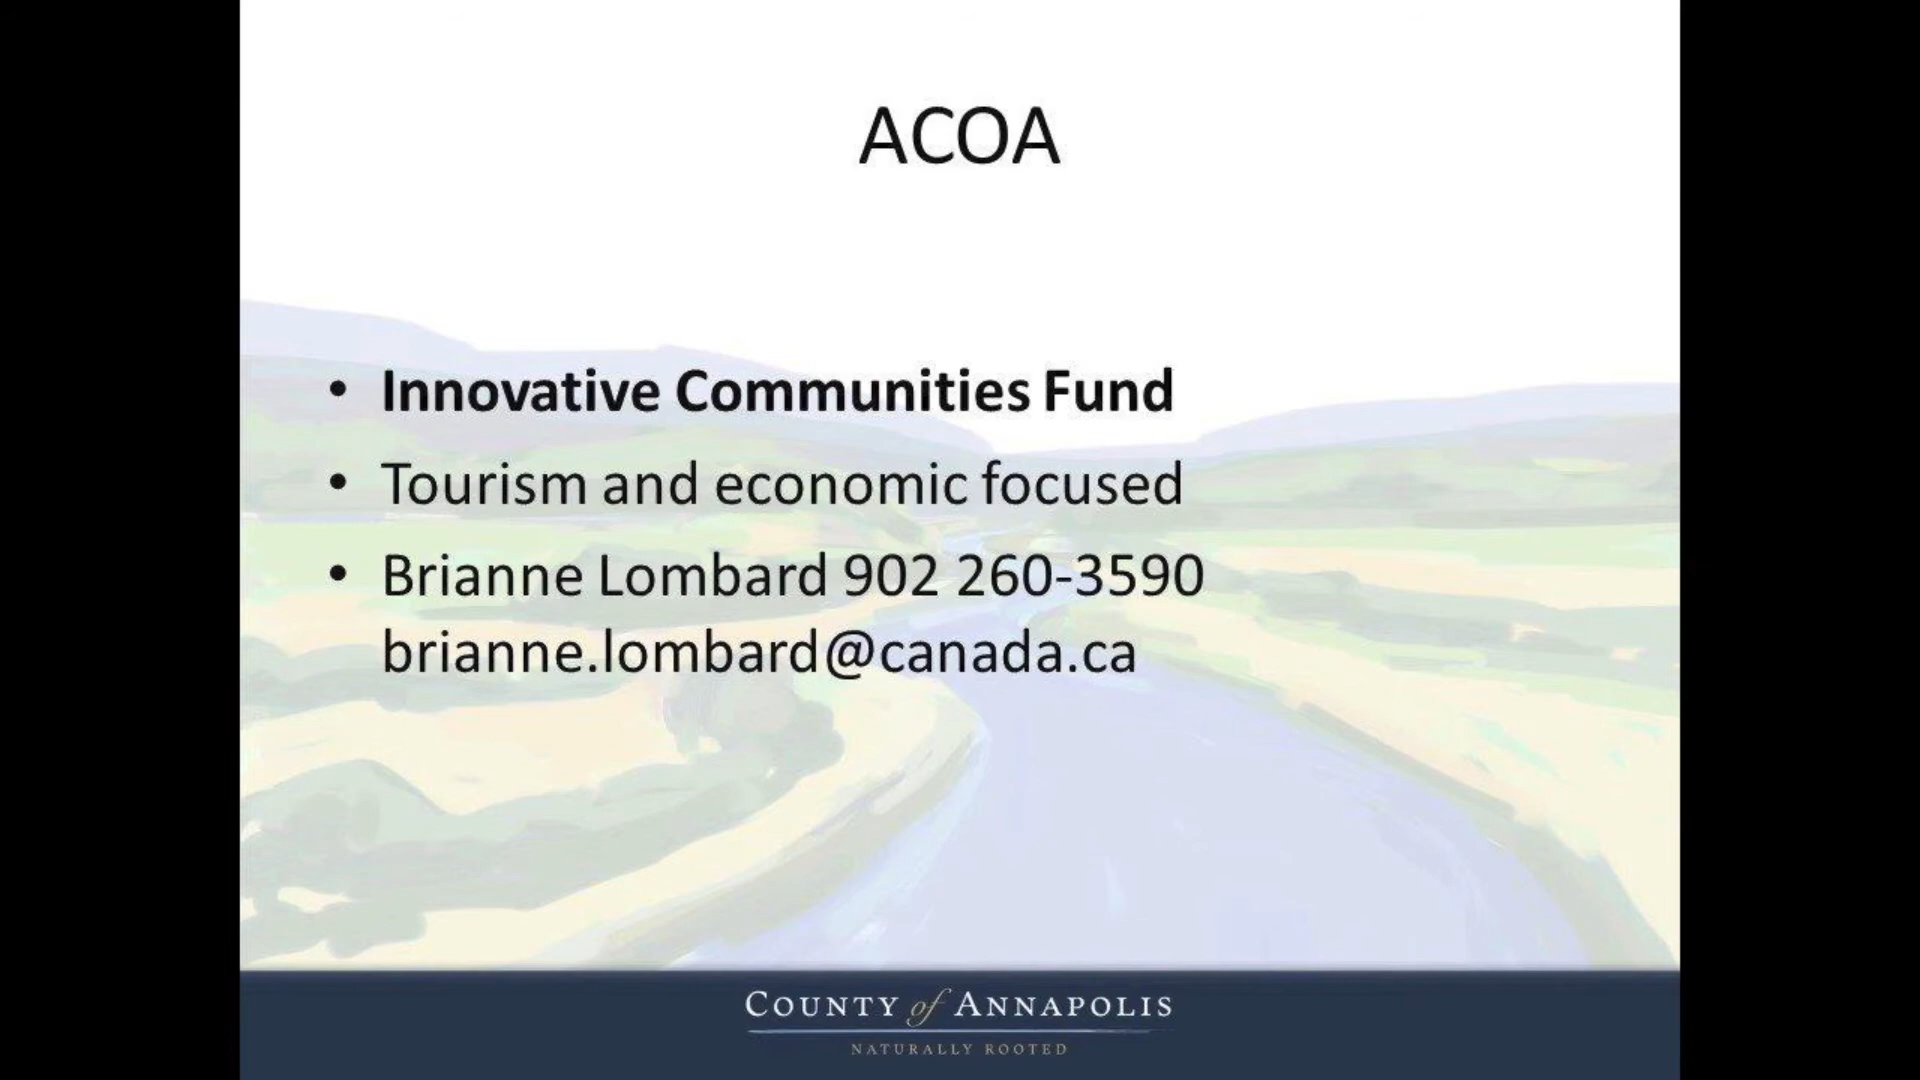 ACOA
• Innovative Communities Fund
• Tourism and economic focused
• Brianne Lombard 902 260-3590
brianne.lombard@canada.ca
COUNTY of ANNAPOLIS
NATURALLY ROOTED